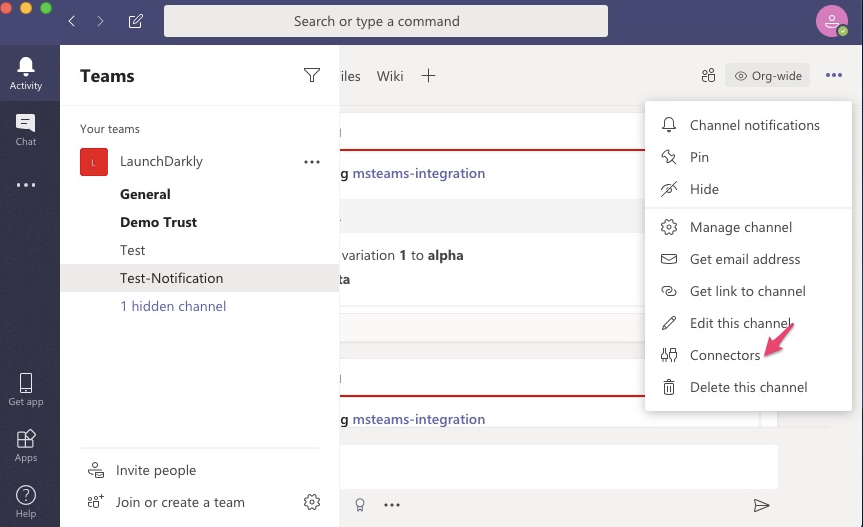 Search or type a command
Activity
Chat
Get app
Apps
Help
Teams
Your teams
L
LaunchDarkly
General
Demo Trust
Test
Test-Notification
1 hidden channel
Invite people
Join or create a team
Wiki
Org-wide
msteams-integration
variation 1 to alpha
msteams-integration
Channel notifications
Pin
Hide
Manage channel
Get email address
Get link to channel
Edit this channel
Connectors
Delete this channel